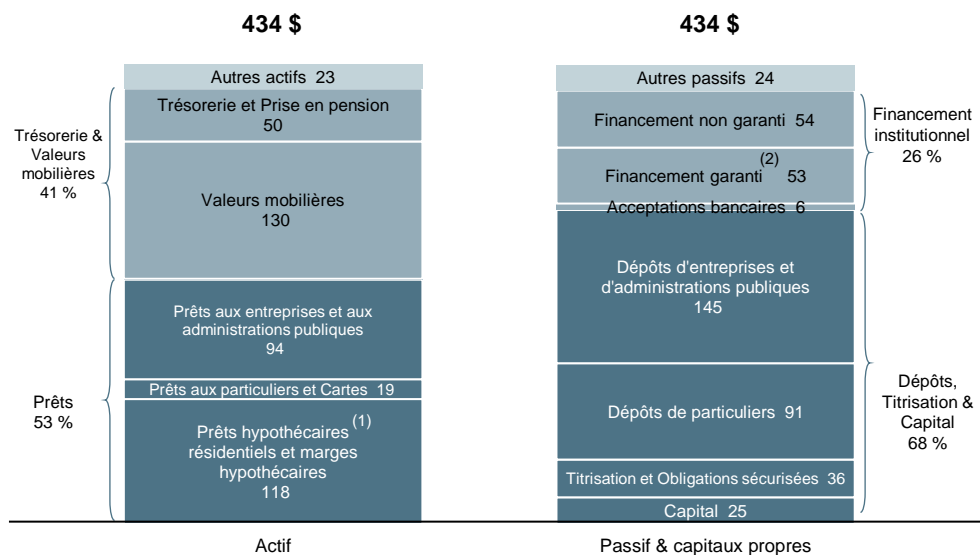 434 $
Autres actifs 23
Trésorerie et Prise en pension
50
Valeurs mobilières
130
Prêts aux entreprises et aux
administrations publiques
94
Prêts aux particuliers et Cartes 19
Prêts hypothécaires (1)
résidentiels et marges
hypothécaires
118
Trésorerie &
Valeurs
mobilières
41 %
Prêts
53 %
Actif
434 $
Autres passifs 24
Financement non garanti 54
Financement garanti (2) 53
Acceptations bancaires 6
Dépôts d'entreprises et
d'administrations publiques
145
Dépôts de particuliers 91
Titrisation et Obligations sécurisées 36
Capital 25
Financement
institutionnel
26 %
Dépôts,
Titrisation &
Capital
68 %
Passif & capitaux propres